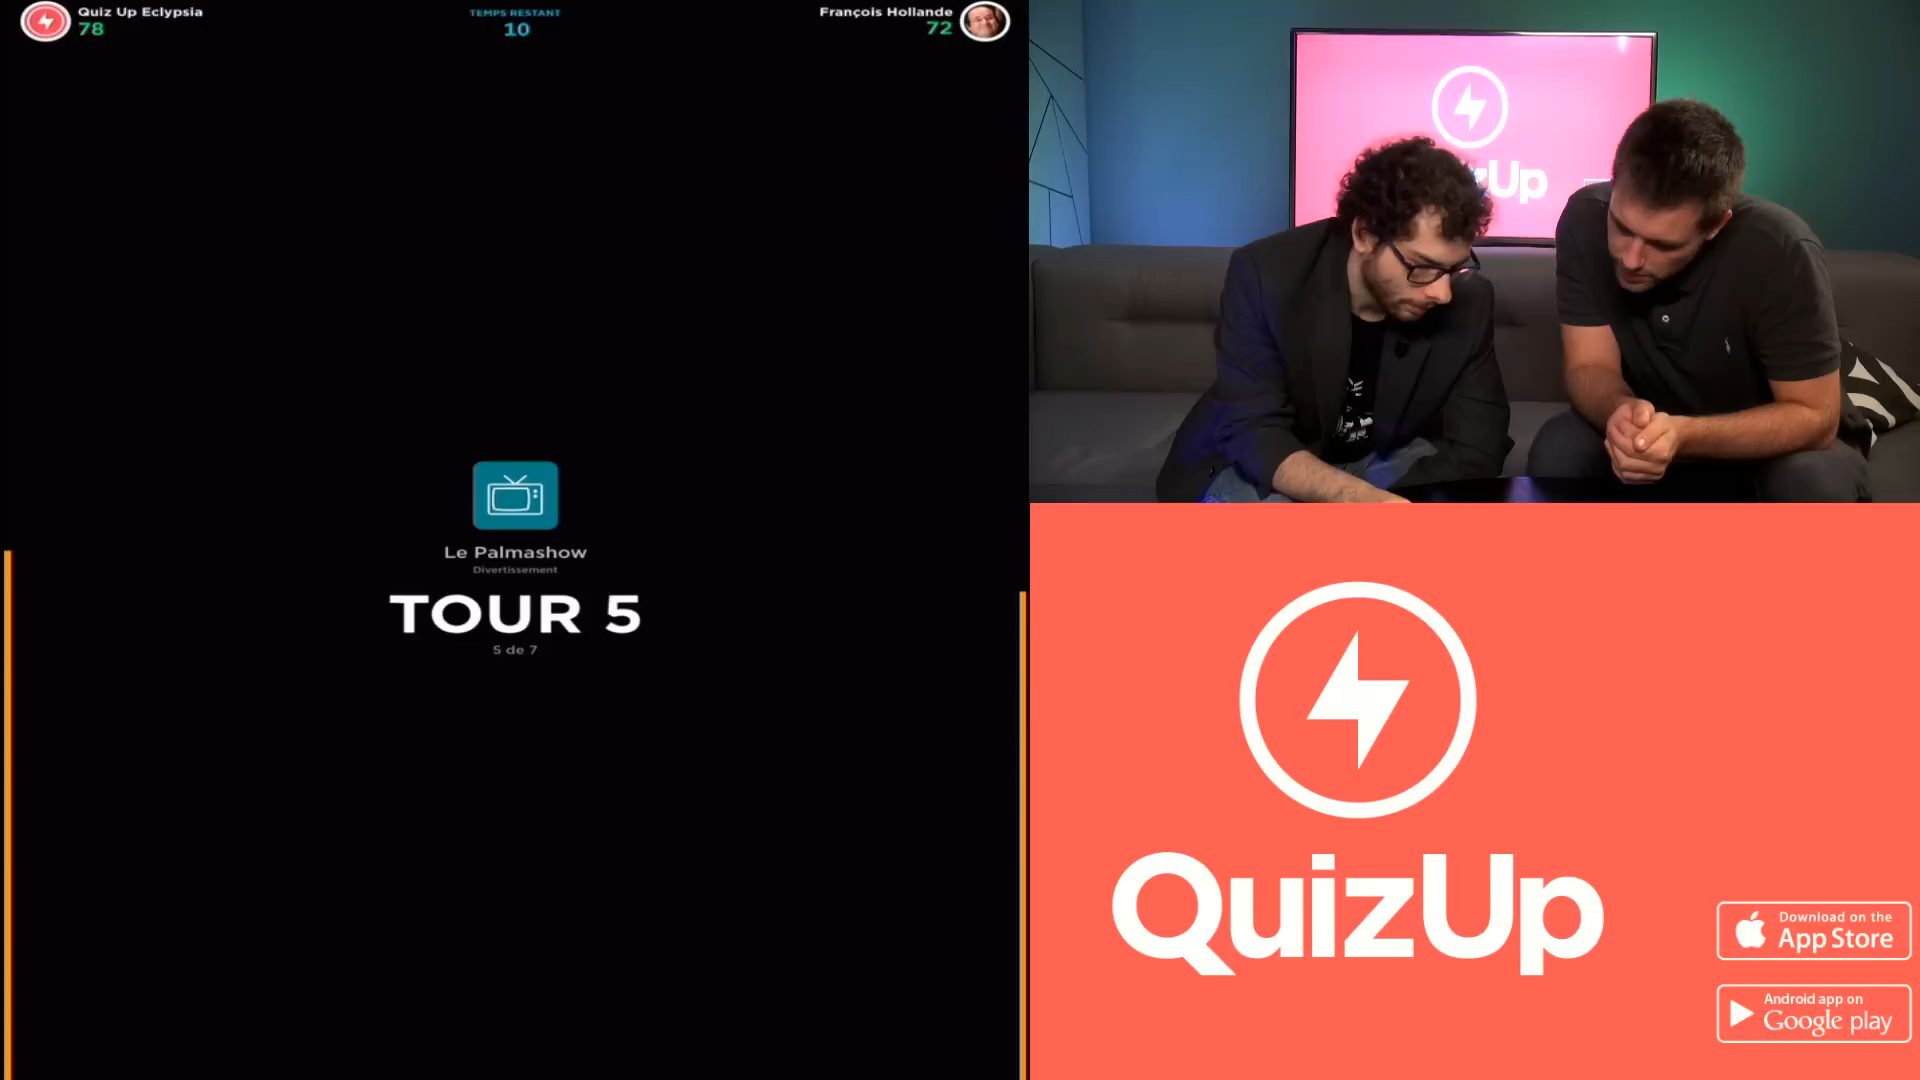 Quiz Up Eclypsia
78
TEMPS RESTANT
10
François Hollande
72
Le Palmashow
Divertissement
TOUR 5
5 de 7
zUp
QuizUp
Download on the
App Store
Android app on
Google play